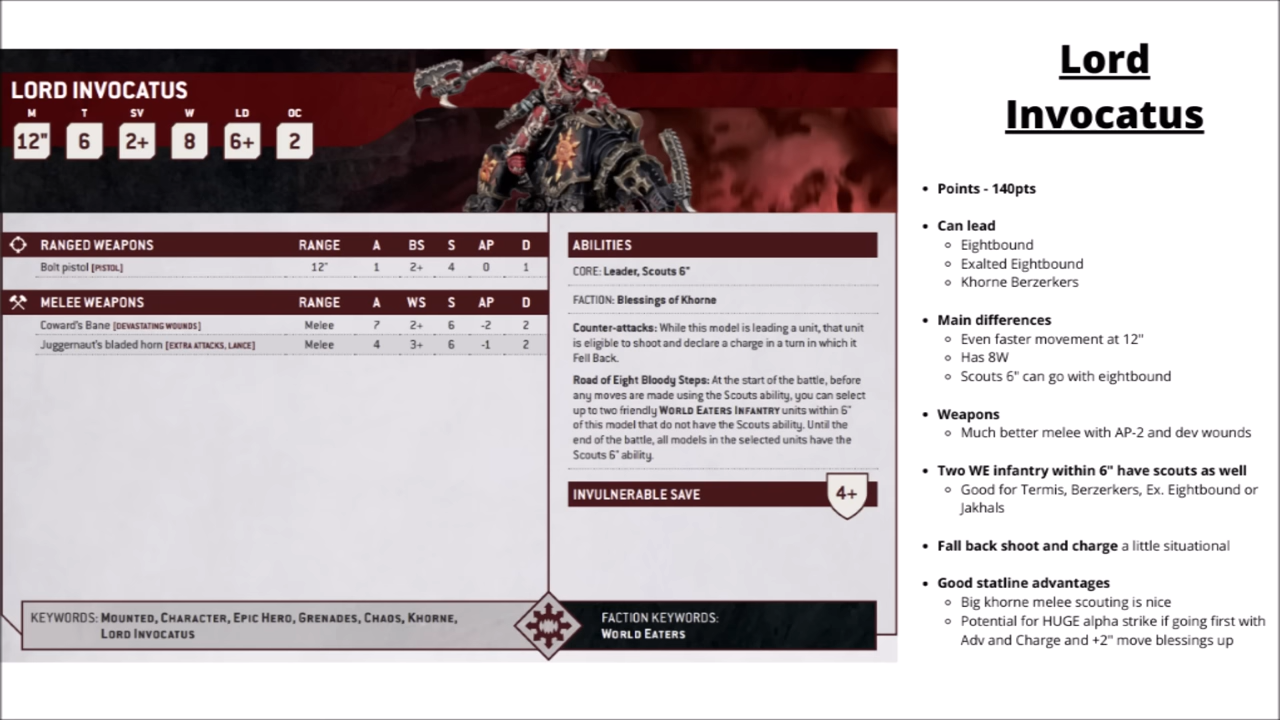 LORD INVOCATUS
M T SV W LD OC
12" 6 2+ 8 6+ 2
RANGED WEAPONS RANGE A BS S AP D
Bolt pistol [PISTOL] 12" 1 2+ 4 0 1
MELEE WEAPONS RANGE A WS S AP D
Coward's Bane [DEVASTATING WOUNDS] Melee 7 2+ 6 -2 2
Juggernaut's bladed horn [EXTRA ATTACKS, LANCE] Melee 4 3+ 6 -1 2
ABILITIES
CORE: Leader, Scouts 6"
FACTION: Blessings of Khorne
Counter-attacks: While this model is leading a unit, that unit
is eligible to shoot and declare a charge in a turn in which it
Fell Back.
Road of Eight Bloody Steps: At the start of the battle, before
any moves are made using the Scouts ability, you can select
up to two friendly WORLD EATERS INFANTRY units within 6"
of this model that do not have the Scouts ability. Until the
end of the battle, all models in the selected units have the
Scouts 6" ability.
INVULNERABLE SAVE 4+
KEYWORDS: MOUNTED, CHARACTER, EPIC HERO, GRENADES, CHAOS, KHORNE,
LORD INVOCATUS
FACTION KEYWORDS:
WORLD EATERS
Lord
Invocatus
• Points - 140pts
• Can lead
◦ Eightbound
◦ Exalted Eightbound
◦ Khorne Berzerkers
• Main differences
◦ Even faster movement at 12"
◦ Has 8W
◦ Scouts 6" can go with eightbound
• Weapons
◦ Much better melee with AP-2 and dev wounds
• Two WE infantry within 6" have scouts as well
◦ Good for Termis, Berzerkers, Ex. Eightbound or
Jakhals
• Fall back shoot and charge a little situational
• Good statline advantages
◦ Big khorne melee scouting is nice
◦ Potential for HUGE alpha strike if going first with
Adv and Charge and +2" move blessings up